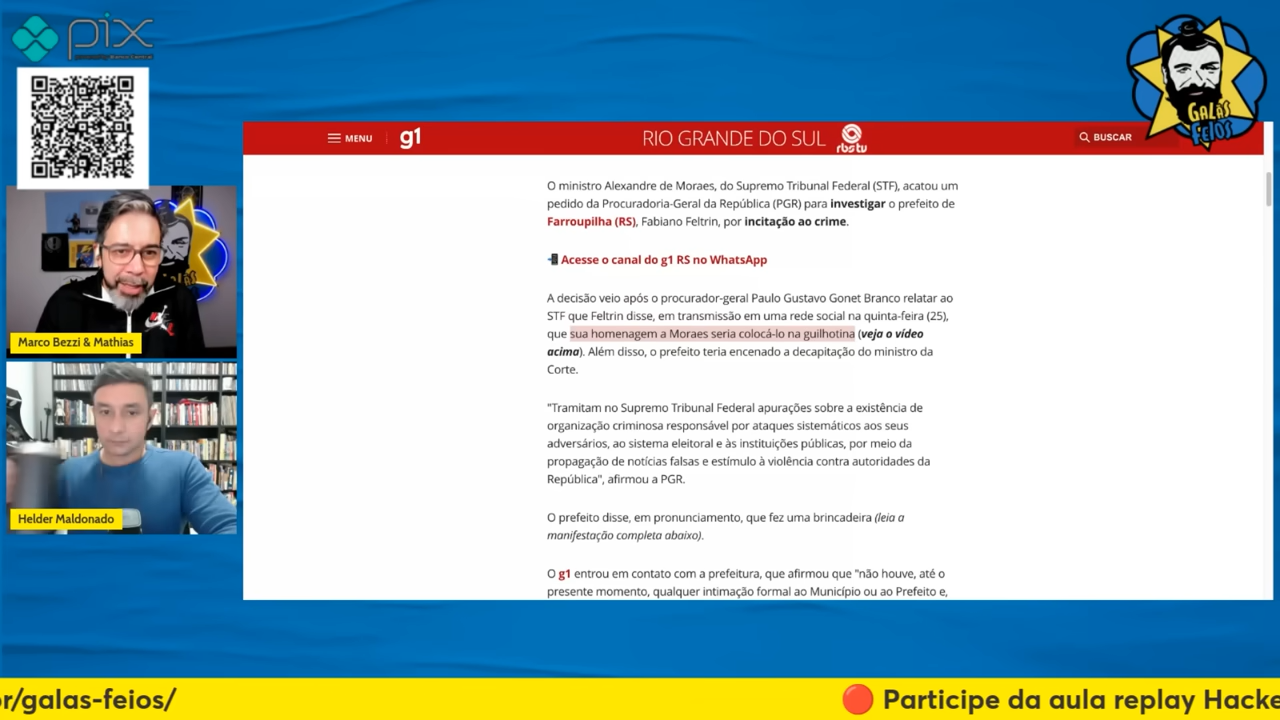 pix
powered by Banco Central
GALÃS
FEIOS
MENU
g1
RIO GRANDE DO SUL
rbstv
BUSCAR
O ministro Alexandre de Moraes, do Supremo Tribunal Federal (STF), acatou um
pedido da Procuradoria-Geral da República (PGR) para investigar o prefeito de
Farroupilha (RS), Fabiano Feltrin, por incitação ao crime.
Acesse o canal do g1 RS no WhatsApp
A decisão veio após o procurador-geral Paulo Gustavo Gonet Branco relatar ao
STF que Feltrin disse, em transmissão em uma rede social na quinta-feira (25),
que sua homenagem a Moraes seria colocá-lo na guilhotina (veja o vídeo
acima). Além disso, o prefeito teria encenado a decapitação do ministro da
Corte.
"Tramitam no Supremo Tribunal Federal apurações sobre a existência de
organização criminosa responsável por ataques sistemáticos aos seus
adversários, ao sistema eleitoral e às instituições públicas, por meio da
propagação de notícias falsas e estímulo à violência contra autoridades da
República", afirmou a PGR.
O prefeito disse, em pronunciamento, que fez uma brincadeira (leia a
manifestação completa abaixo).
O g1 entrou em contato com a prefeitura, que afirmou que "não houve, até o
presente momento, qualquer intimação formal ao Município ou ao Prefeito e,
Marco Bezzi & Mathias
Helder Maldonado
or/galas-feios/
Participe da aula replay Hacke